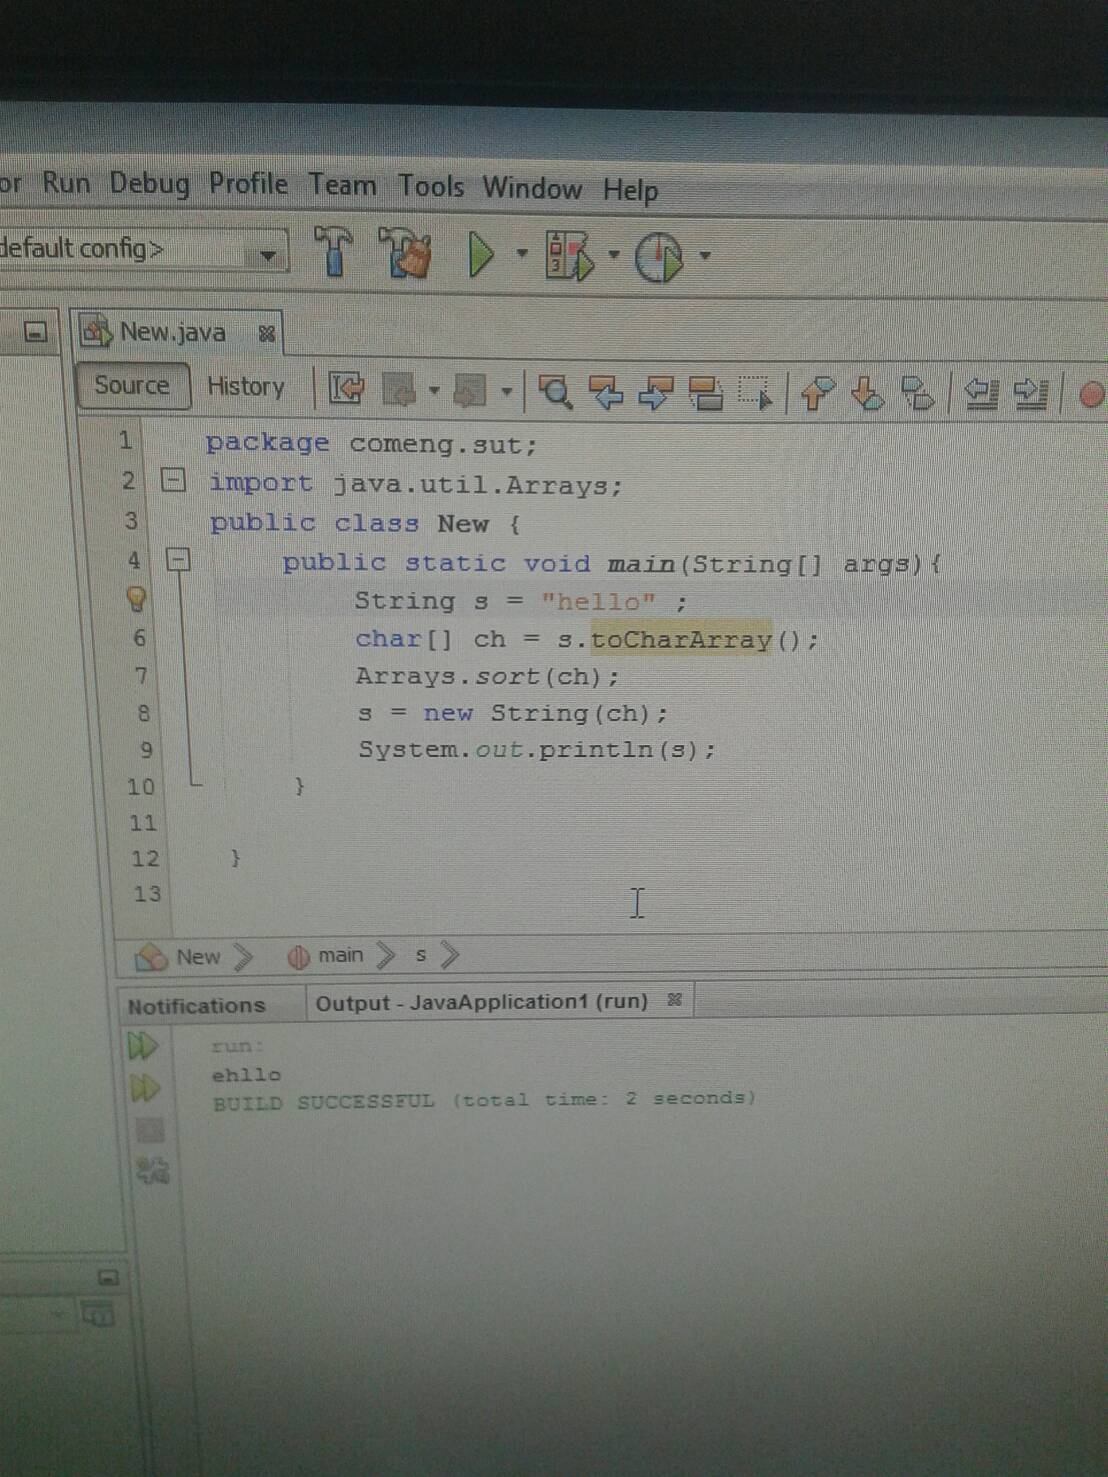 or Run Debug Profile Team Tools Window Help
default config>
New.java
Source History
1 package comeng.sut;
2 import java.util.Arrays;
3 public class New {
4 public static void main(String[] args){
String s = "hello" ;
6 char[] ch = s.toCharArray();
7 Arrays.sort(ch);
8 s = new String(ch);
9 System.out.println(s);
10 }
11
12 }
13
New main s
Notifications Output - JavaApplication1 (run)
run:
ehllo
BUILD SUCCESSFUL (total time: 2 seconds)